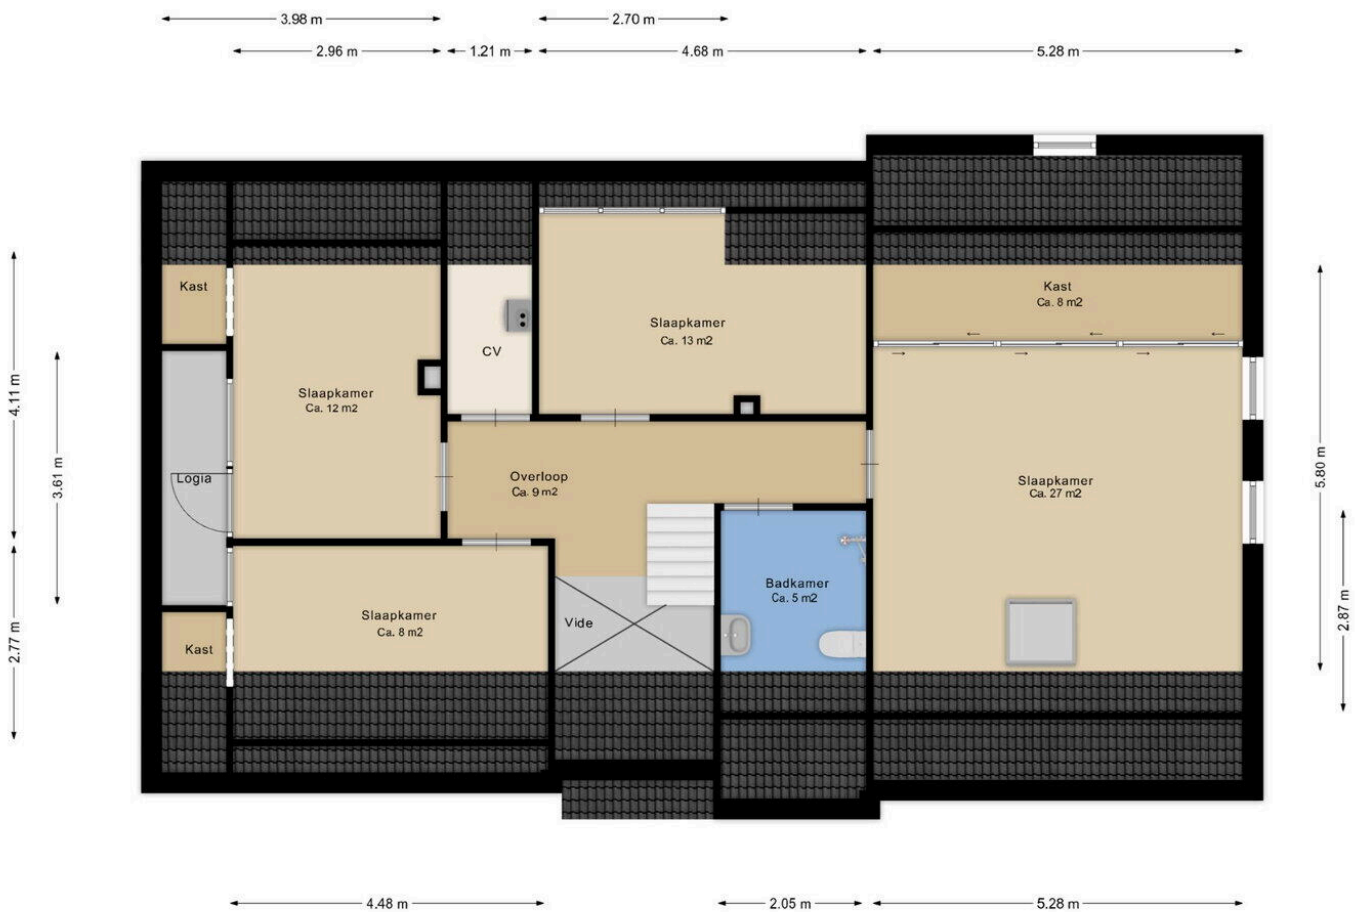 3.98 m
2.70 m
2.96 m
1.21 m
4.68 m
5.28 m
Kast
Kast
Ca. 8 m2
Slaapkamer
Ca. 13 m2
CV
4.11 m
Slaapkamer
Ca. 12 m2
3.61 m
Logia
Overloop
Ca. 9 m2
Slaapkamer
Ca. 27 m2
5.80 m
Badkamer
Ca. 5 m2
Slaapkamer
Ca. 8 m2
Vide
2.87 m
2.77 m
Kast
4.48 m
2.05 m
5.28 m